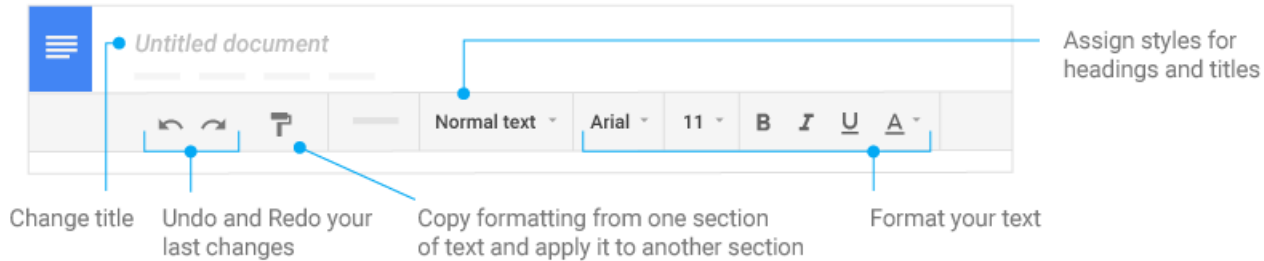 Untitled document
Assign styles for
headings and titles
Normal text Arial 11 B I U A
Change title
Undo and Redo your
last changes
Copy formatting from one section
of text and apply it to another section
Format your text